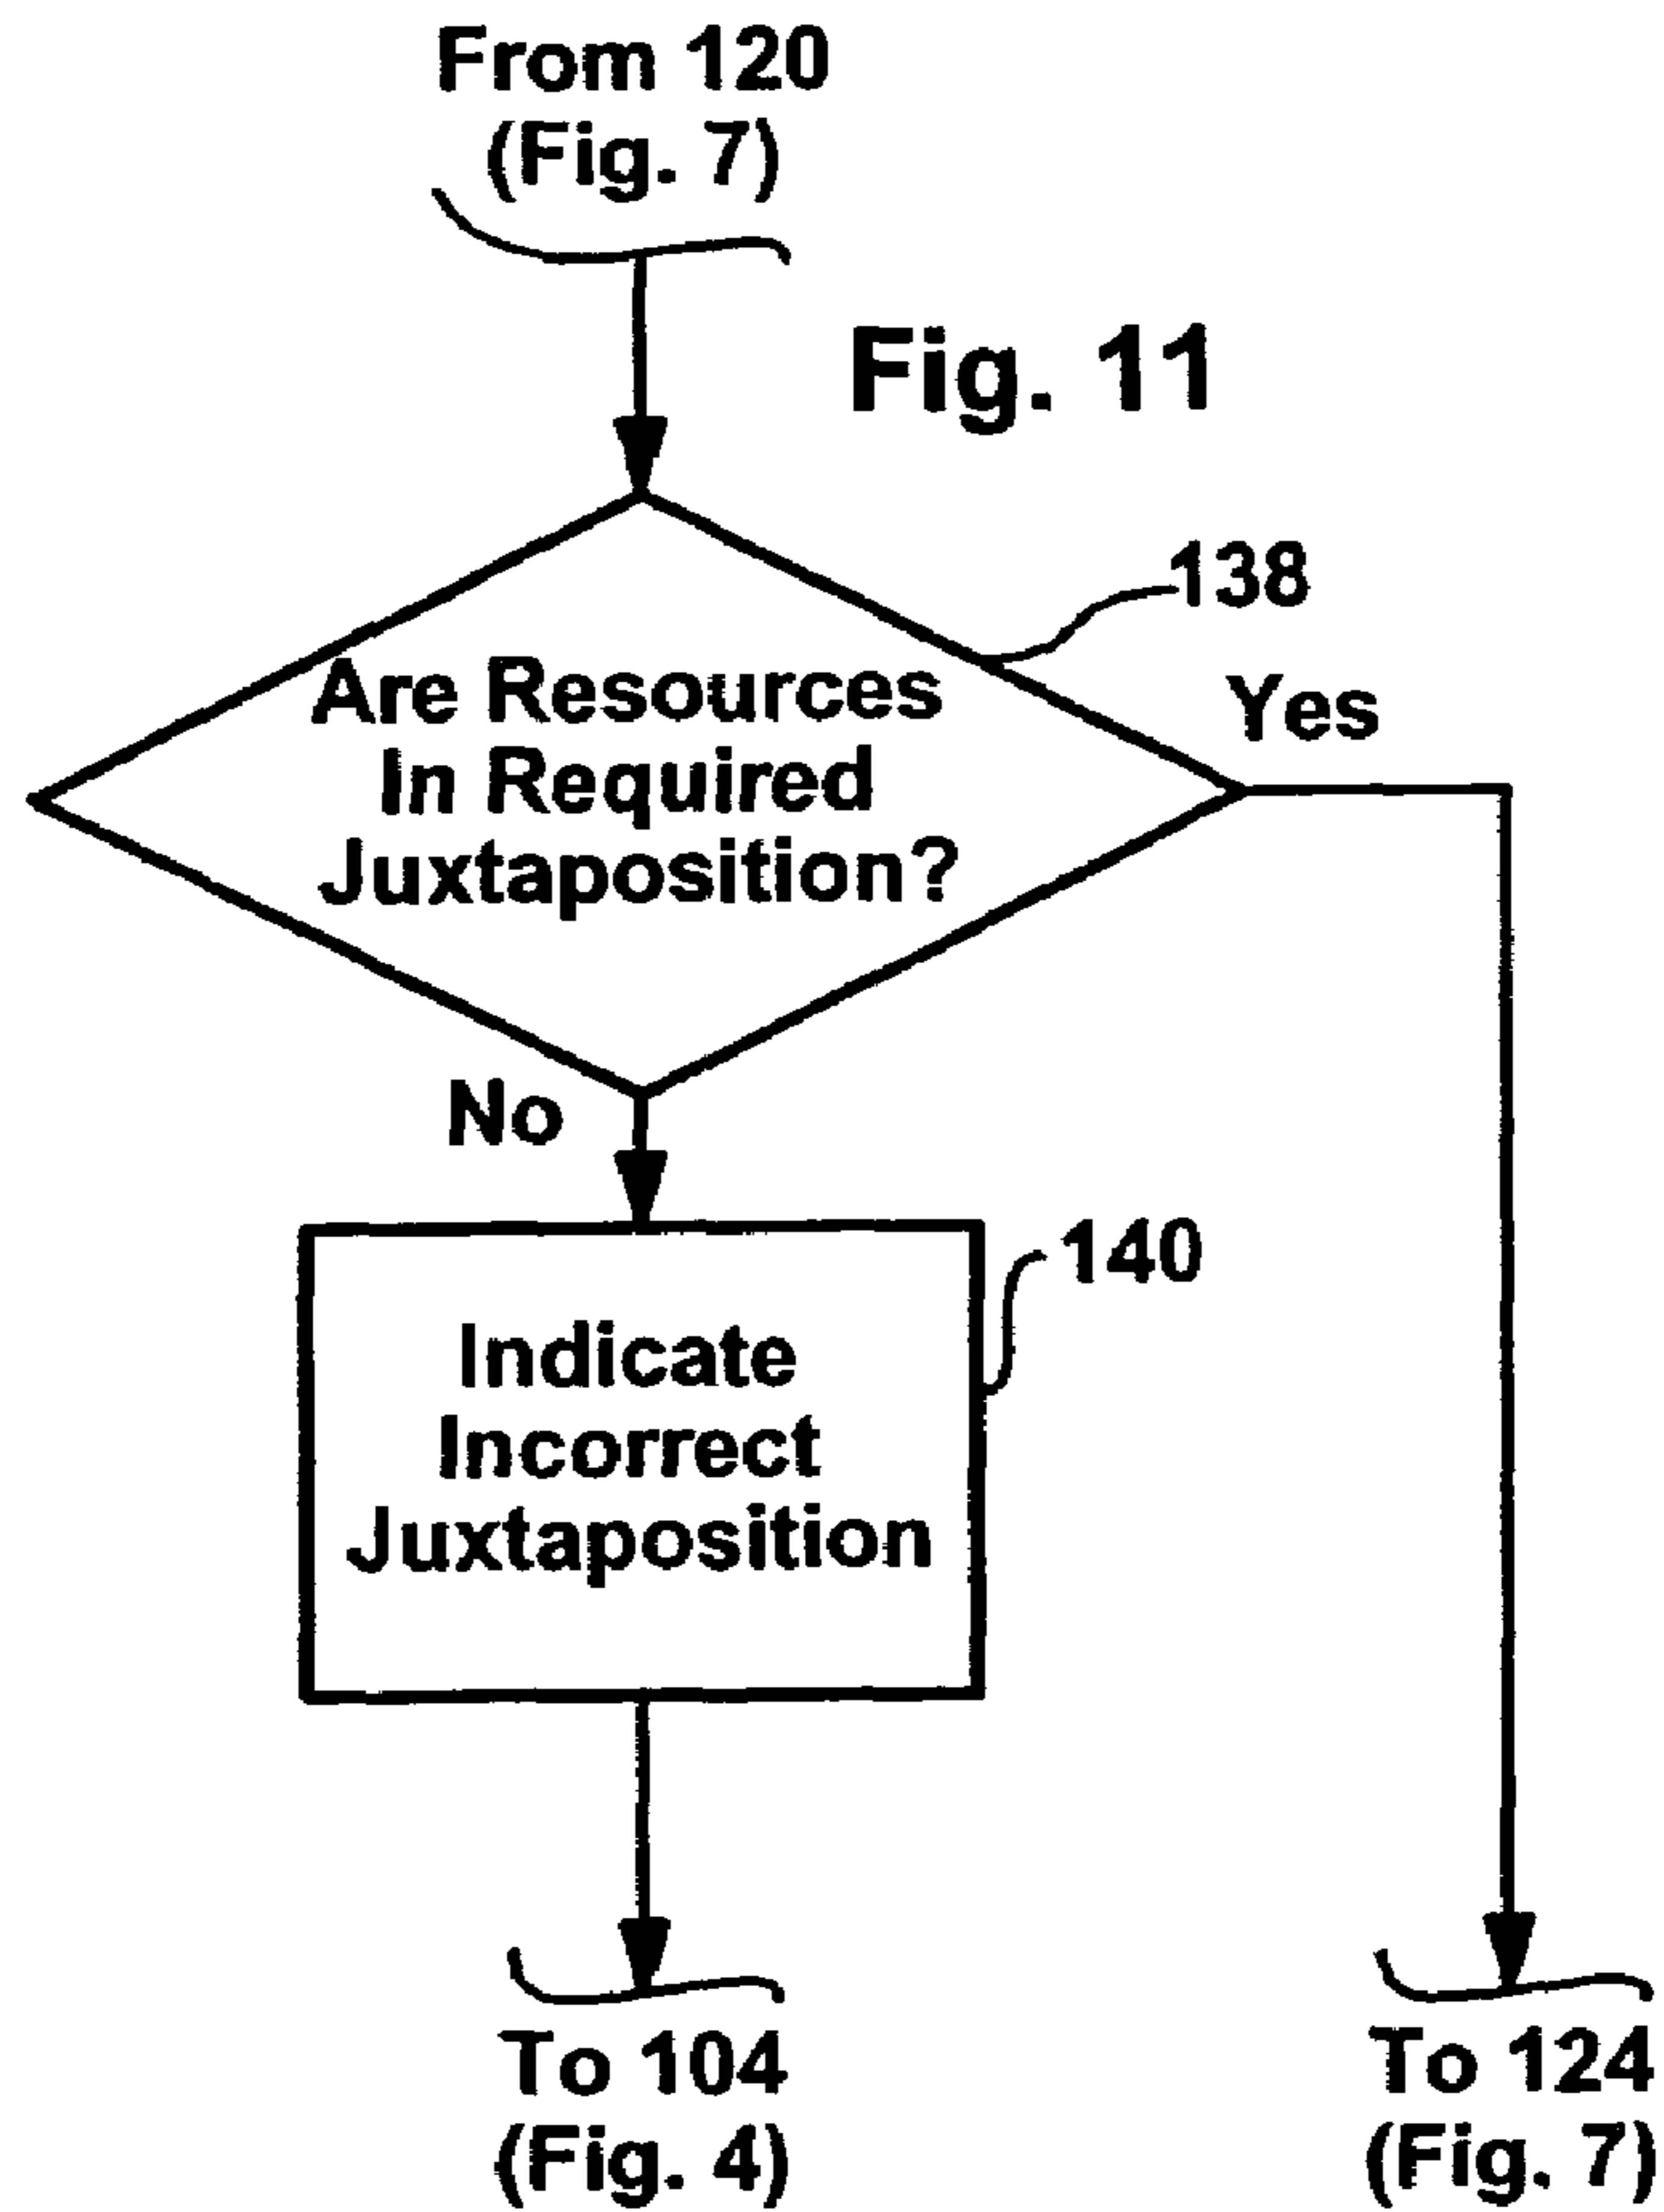 From 120
(Fig. 7)
Fig. 11
138
Are Resources
In Required
Juxtaposition?
Yes
No
140
Indicate
Incorrect
Juxtaposition
To 104
(Fig. 4)
To 124
(Fig. 7)